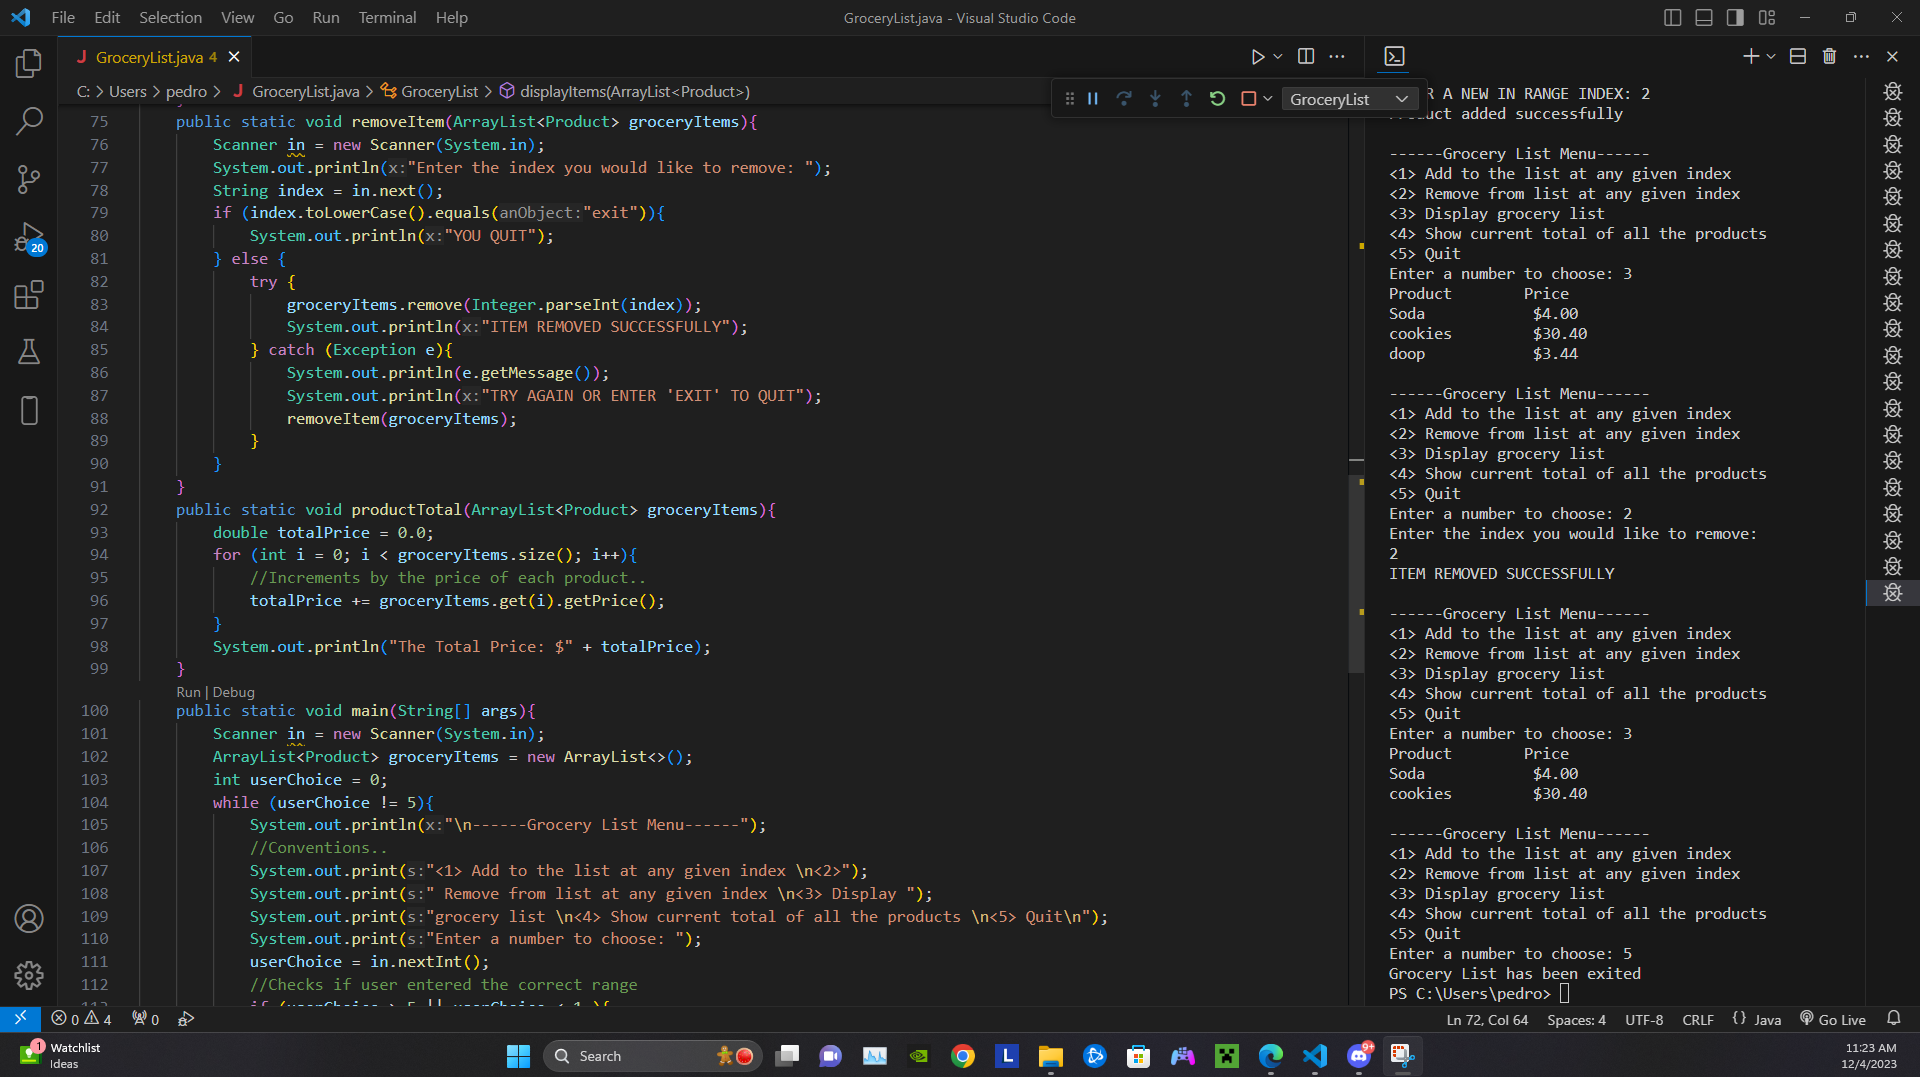 File Edit Selection View Go Run Terminal Help
GroceryList.java - Visual Studio Code
J GroceryList.java 4
C: > Users > pedro > J GroceryList.java > GroceryList > displayItems(ArrayList<Product>)
GroceryList
75 public static void removeItem(ArrayList<Product> groceryItems){
76 Scanner in = new Scanner(System.in);
77 System.out.println(x:"Enter the index you would like to remove: ");
78 String index = in.next();
79 if (index.toLowerCase().equals(anObject:"exit")){
80 System.out.println(x:"YOU QUIT");
81 } else {
82 try {
83 groceryItems.remove(Integer.parseInt(index));
84 System.out.println(x:"ITEM REMOVED SUCCESSFULLY");
85 } catch (Exception e){
86 System.out.println(e.getMessage());
87 System.out.println(x:"TRY AGAIN OR ENTER 'EXIT' TO QUIT");
88 removeItem(groceryItems);
89 }
90 }
91 }
92 public static void productTotal(ArrayList<Product> groceryItems){
93 double totalPrice = 0.0;
94 for (int i = 0; i < groceryItems.size(); i++){
95 //Increments by the price of each product..
96 totalPrice += groceryItems.get(i).getPrice();
97 }
98 System.out.println("The Total Price: $" + totalPrice);
99 }
Run | Debug
100 public static void main(String[] args){
101 Scanner in = new Scanner(System.in);
102 ArrayList<Product> groceryItems = new ArrayList<>();
103 int userChoice = 0;
104 while (userChoice != 5){
105 System.out.println(x:"\n------Grocery List Menu------");
106 //Conventions..
107 System.out.print(s:"<1> Add to the list at any given index \n<2>");
108 System.out.print(s:" Remove from list at any given index \n<3> Display ");
109 System.out.print(s:"grocery list \n<4> Show current total of all the products \n<5> Quit\n");
110 System.out.print(s:"Enter a number to choose: ");
111 userChoice = in.nextInt();
112 //Checks if user entered the correct range
R A NEW IN RANGE INDEX: 2
duct added successfully
------Grocery List Menu------
<1> Add to the list at any given index
<2> Remove from list at any given index
<3> Display grocery list
<4> Show current total of all the products
<5> Quit
Enter a number to choose: 3
Product Price
Soda $4.00
cookies $30.40
doop $3.44
------Grocery List Menu------
<1> Add to the list at any given index
<2> Remove from list at any given index
<3> Display grocery list
<4> Show current total of all the products
<5> Quit
Enter a number to choose: 2
Enter the index you would like to remove:
2
ITEM REMOVED SUCCESSFULLY
------Grocery List Menu------
<1> Add to the list at any given index
<2> Remove from list at any given index
<3> Display grocery list
<4> Show current total of all the products
<5> Quit
Enter a number to choose: 3
Product Price
Soda $4.00
cookies $30.40
------Grocery List Menu------
<1> Add to the list at any given index
<2> Remove from list at any given index
<3> Display grocery list
<4> Show current total of all the products
<5> Quit
Enter a number to choose: 5
Grocery List has been exited
PS C:\Users\pedro>
20
0 4 0
Ln 72, Col 64 Spaces: 4 UTF-8 CRLF {} Java Go Live
1 Watchlist
Ideas
Search
L
9+
11:23 AM
12/4/2023